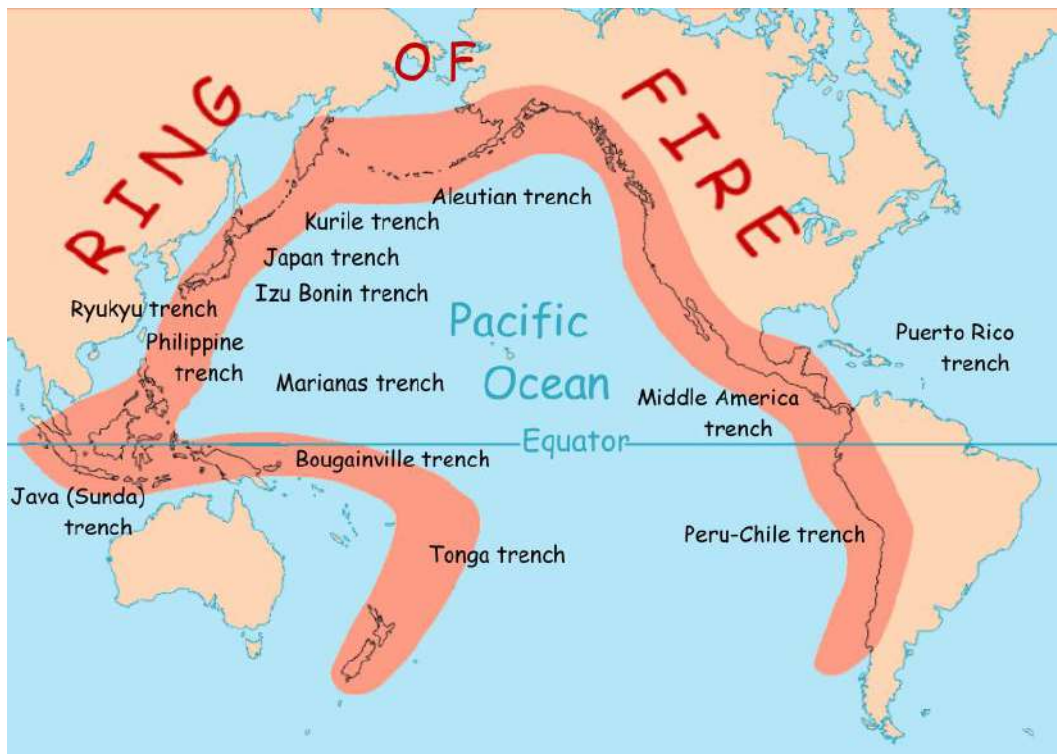 RING OF FIRE
Aleutian trench
Kurile trench
Japan trench
Izu Bonin trench
Ryukyu trench
Philippine
trench
Marianas trench
Pacific
Ocean
Puerto Rico
trench
Middle America
trench
Equator
Bougainville trench
Java (Sunda)
trench
Tonga trench
Peru-Chile trench